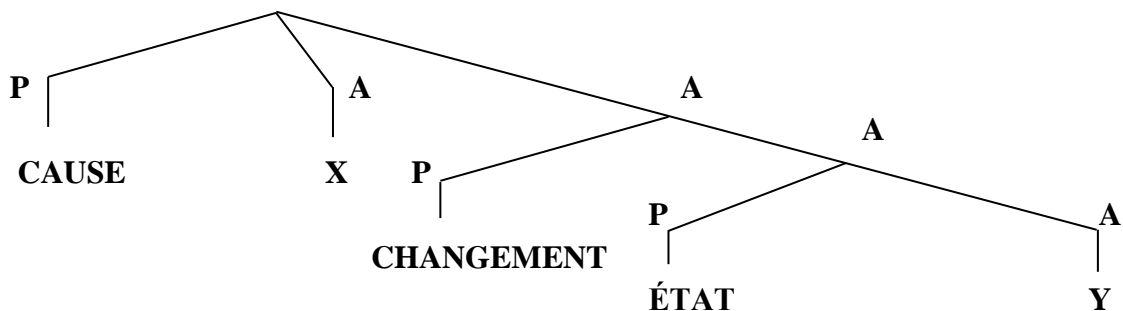 P A A
A
CAUSE X P
P A
CHANGEMENT
ÉTAT Y